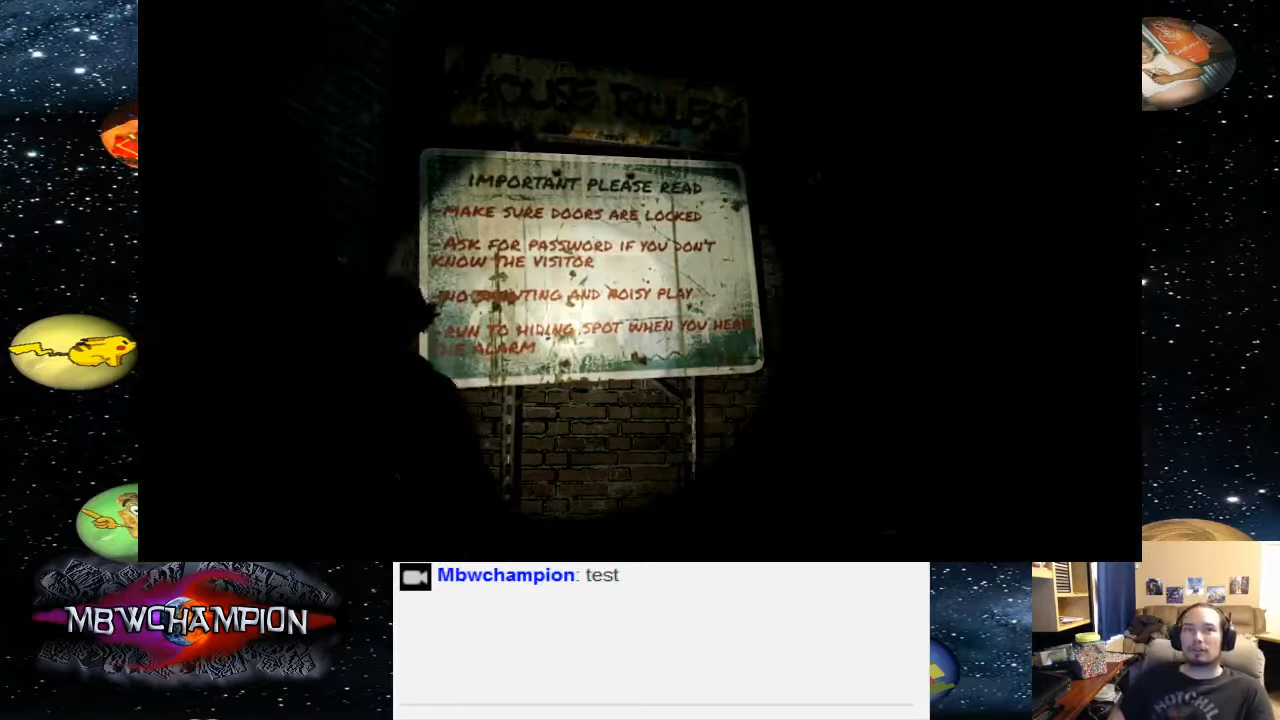 HOUSE RULES
IMPORTANT PLEASE READ
- MAKE SURE DOORS ARE LOCKED
- ASK FOR PASSWORD IF YOU DON'T
KNOW THE VISITOR
- NO SHOUTING AND NOISY PLAY
- RUN TO HIDING SPOT WHEN YOU HEAR
THE ALARM
Mbwchampion: test
MBWCHAMPION